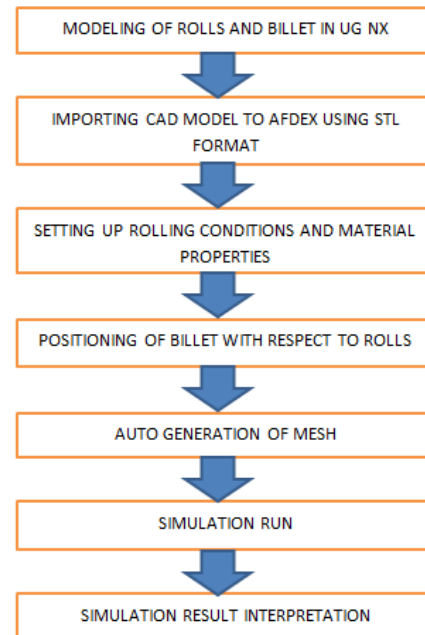 MODELING OF ROLLS AND BILLET IN UG NX
IMPORTING CAD MODEL TO AFDEX USING STL
FORMAT
SETTING UP ROLLING CONDITIONS AND MATERIAL
PROPERTIES
POSITIONING OF BILLET WITH RESPECT TO ROLLS
AUTO GENERATION OF MESH
SIMULATION RUN
SIMULATION RESULT INTERPRETATION